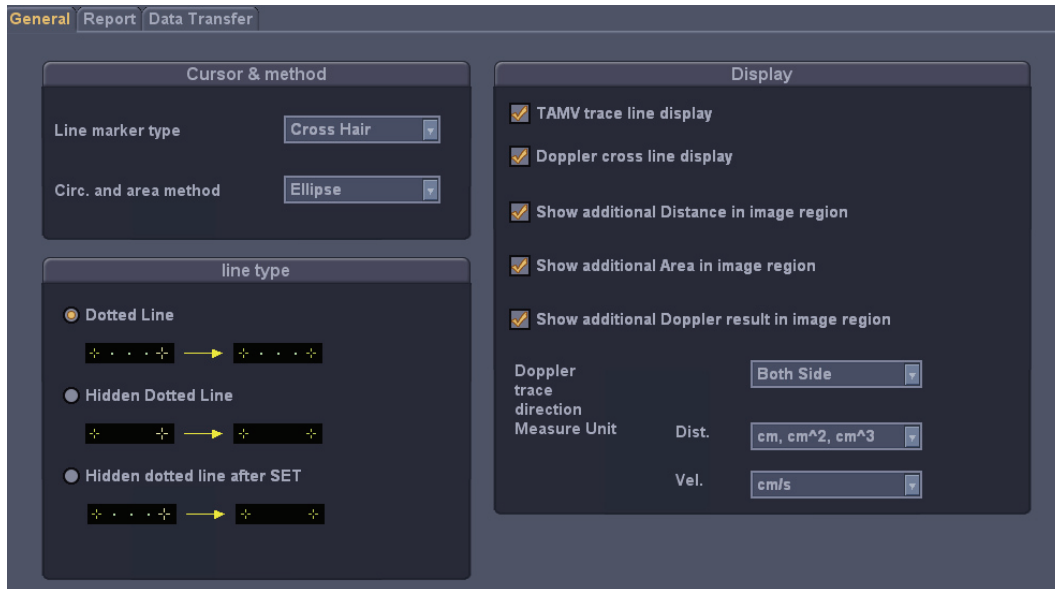 General Report Data Transfer
Cursor & method
Line marker type Cross Hair
Circ. and area method Ellipse
line type
Dotted Line
Hidden Dotted Line
Hidden dotted line after SET
Display
TAMV trace line display
Doppler cross line display
Show additional Distance in image region
Show additional Area in image region
Show additional Doppler result in image region
Doppler Both Side
trace
direction
Measure Unit Dist. cm, cm^2, cm^3
Vel. cm/s